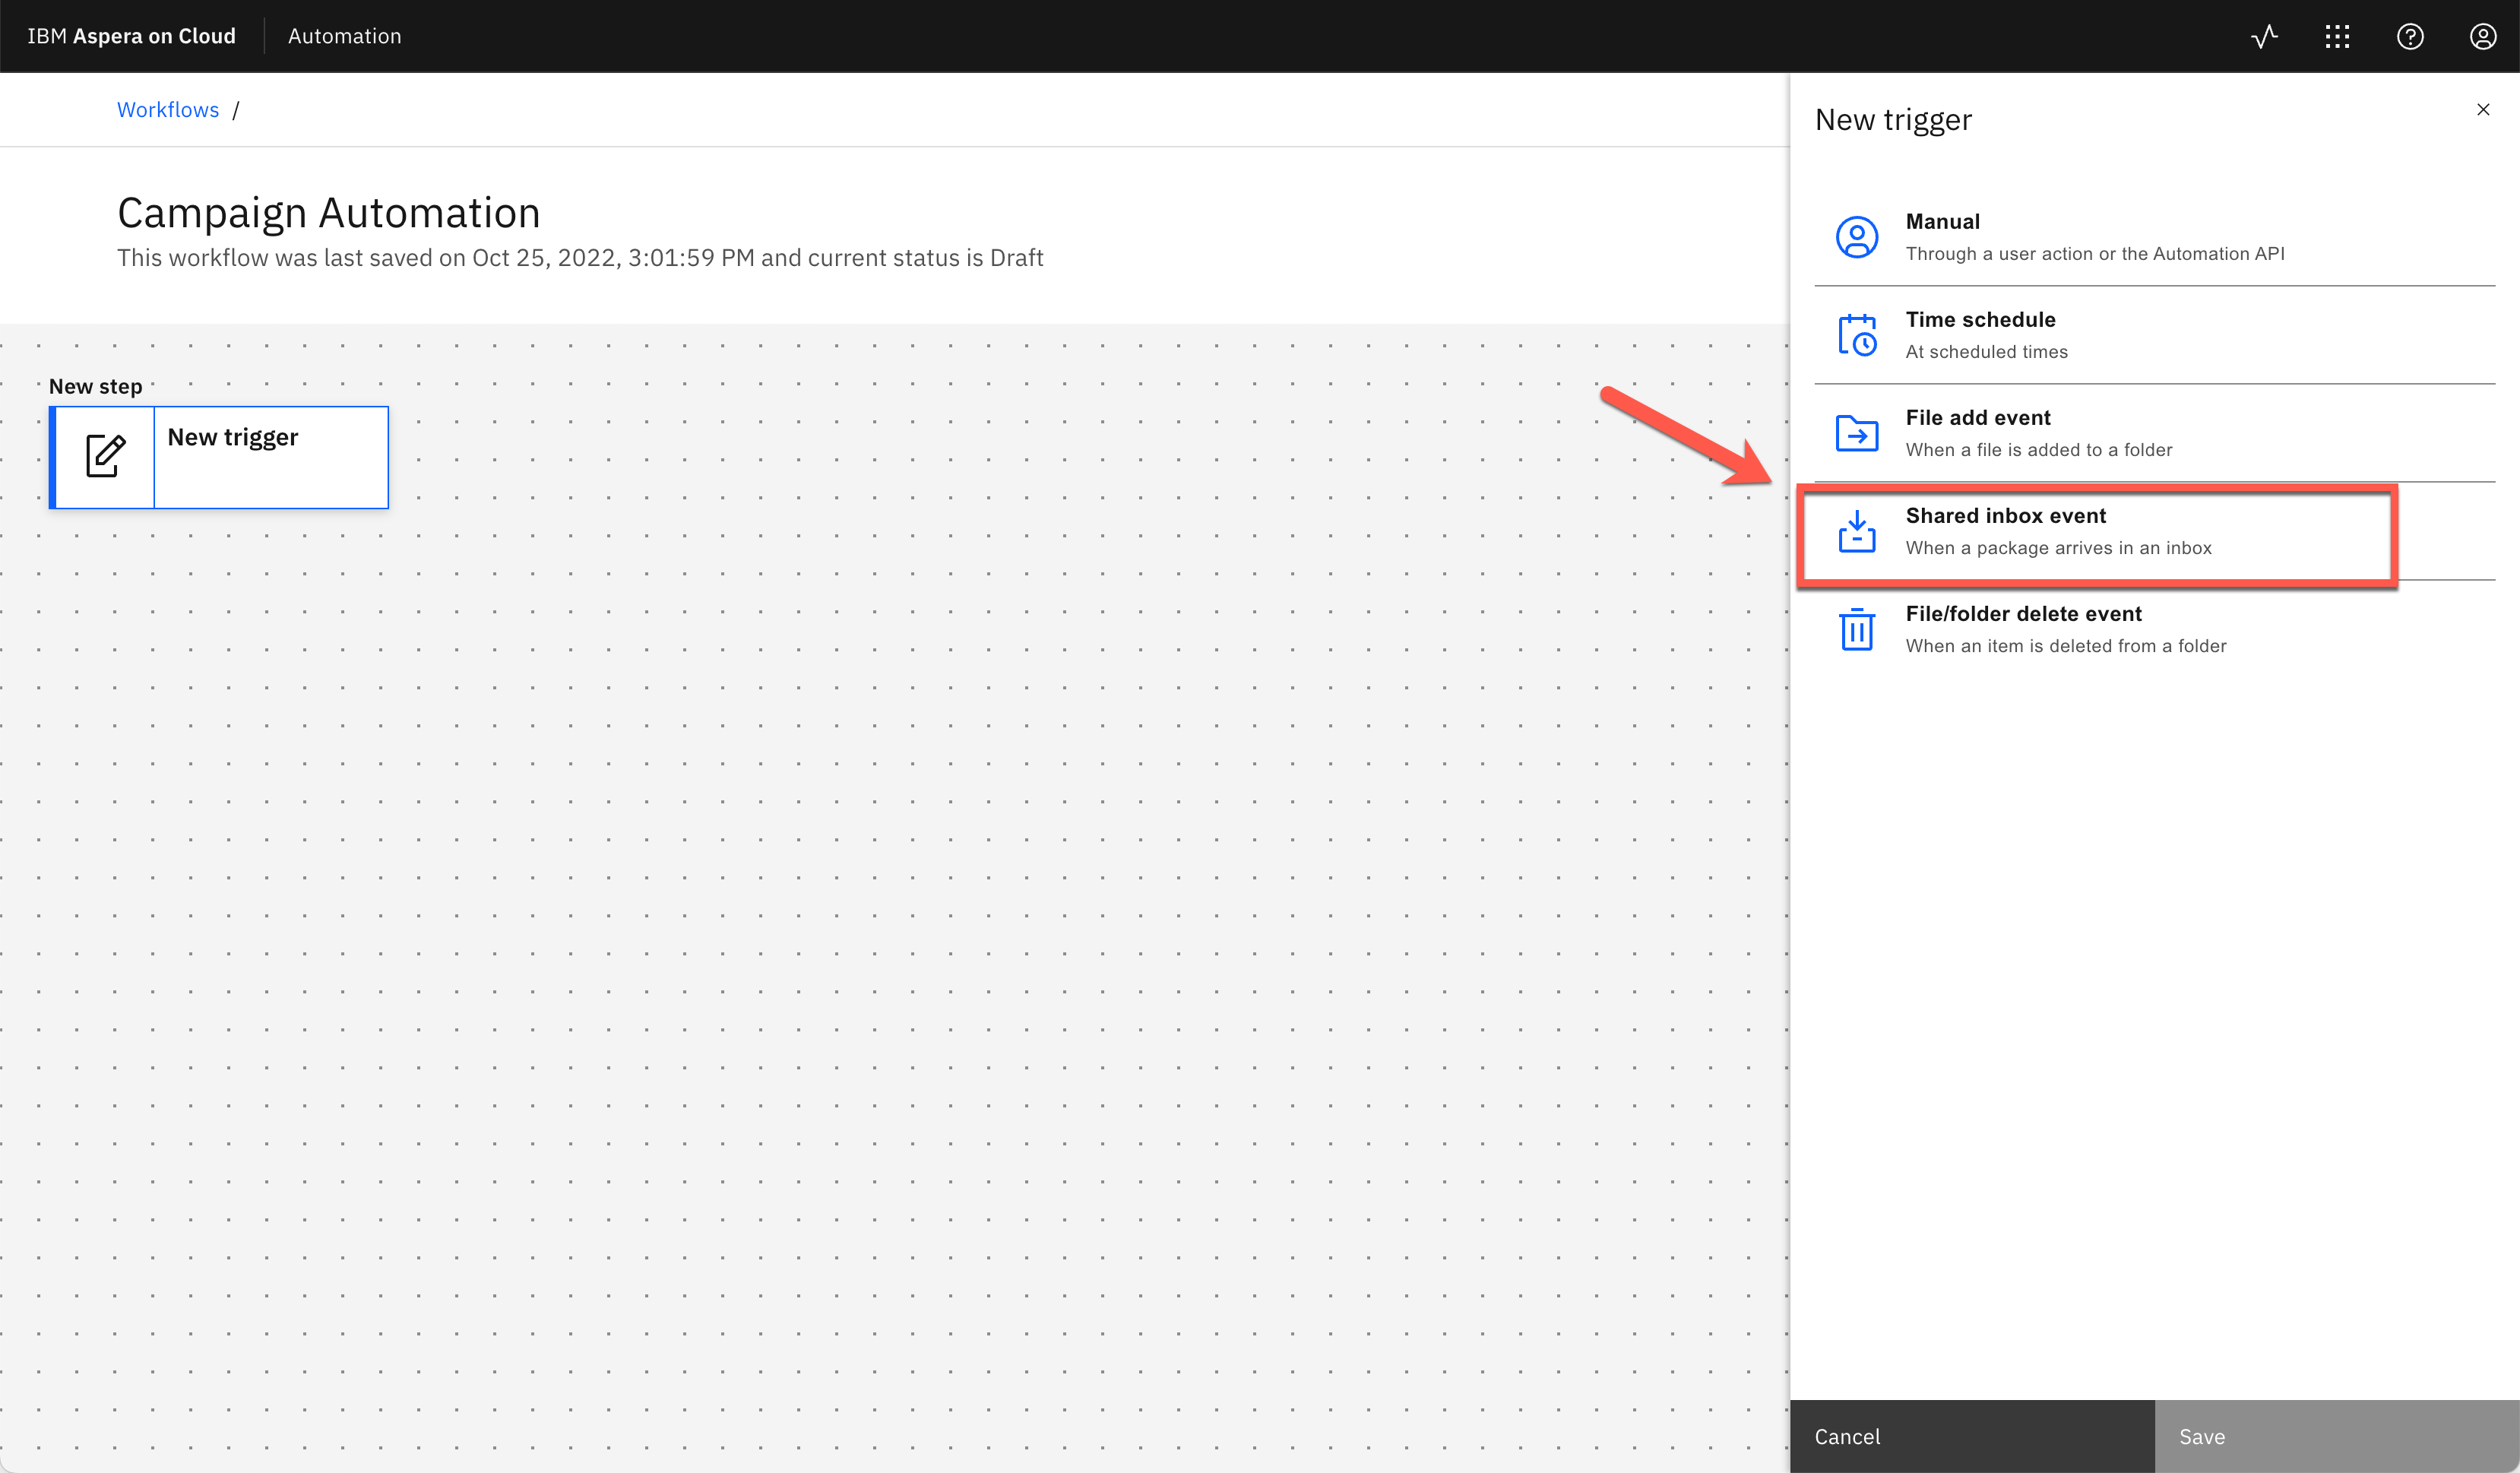 IBM Aspera on Cloud
Automation
Workflows /
Campaign Automation
This workflow was last saved on Oct 25, 2022, 3:01:59 PM and current status is Draft
New step
New trigger
New trigger
Manual
Through a user action or the Automation API
Time schedule
At scheduled times
File add event
When a file is added to a folder
Shared inbox event
When a package arrives in an inbox
File/folder delete event
When an item is deleted from a folder
Cancel
Save